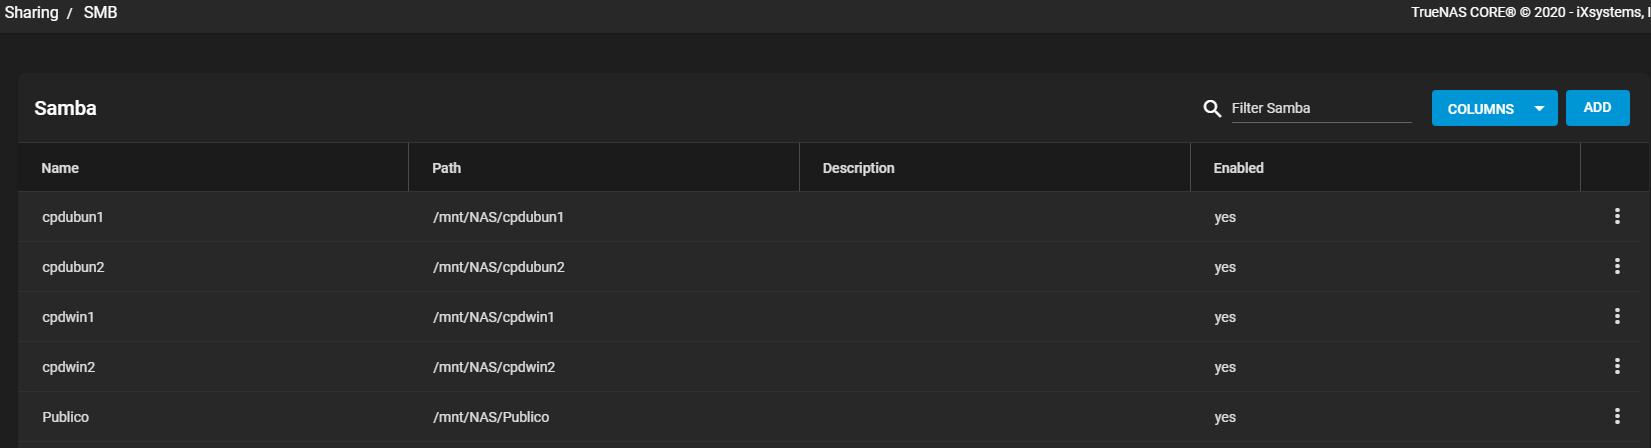 Sharing / SMB
TrueNAS CORE® © 2020 - iXsystems, I
Samba
Filter Samba
COLUMNS
ADD
Name Path Description Enabled
cpdubun1 /mnt/NAS/cpdubun1 yes
cpdubun2 /mnt/NAS/cpdubun2 yes
cpdwin1 /mnt/NAS/cpdwin1 yes
cpdwin2 /mnt/NAS/cpdwin2 yes
Publico /mnt/NAS/Publico yes